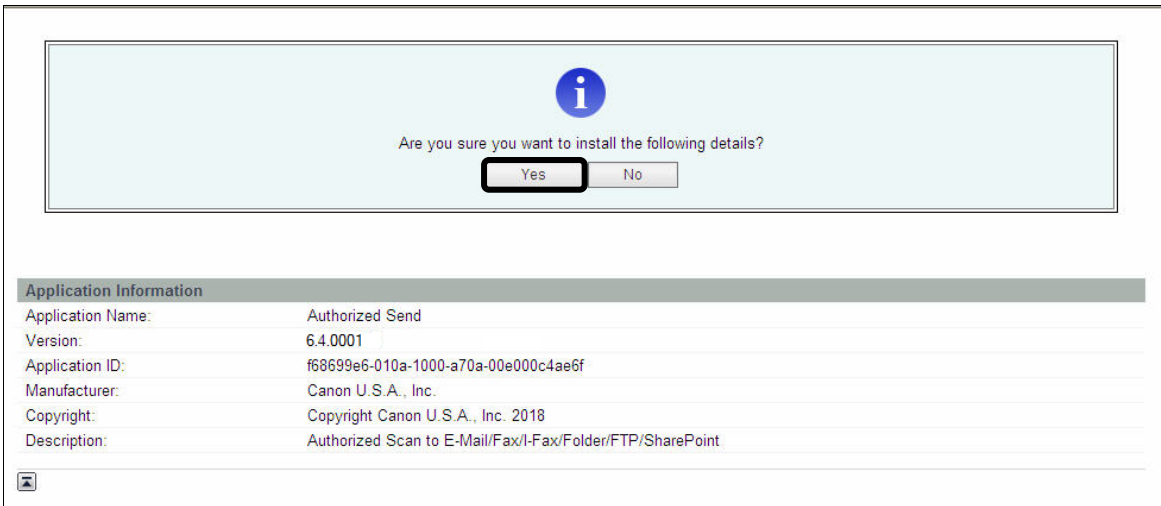 i
Are you sure you want to install the following details?
Yes No
Application Information
Application Name: Authorized Send
Version: 6.4.0001
Application ID: f68699e6-010a-1000-a70a-00e000c4ae6f
Manufacturer: Canon U.S.A., Inc.
Copyright: Copyright Canon U.S.A., Inc. 2018
Description: Authorized Scan to E-Mail/Fax/I-Fax/Folder/FTP/SharePoint